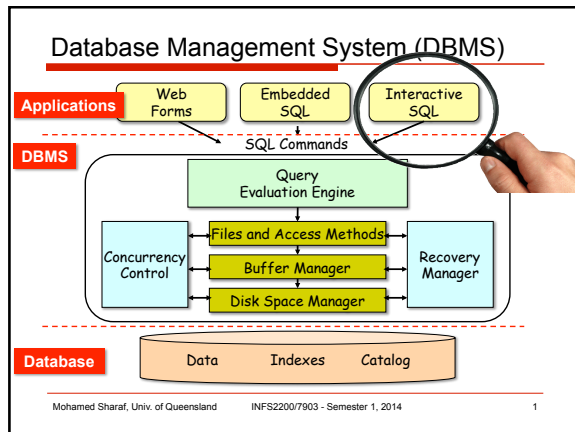 Database Management System (DBMS)
Applications
Web
Forms
Embedded
SQL
Interactive
SQL
SQL Commands
DBMS
Query
Evaluation Engine
Files and Access Methods
Concurrency
Control
Buffer Manager
Recovery
Manager
Disk Space Manager
Database
Data Indexes Catalog
Mohamed Sharaf, Univ. of Queensland INFS2200/7903 - Semester 1, 2014 1